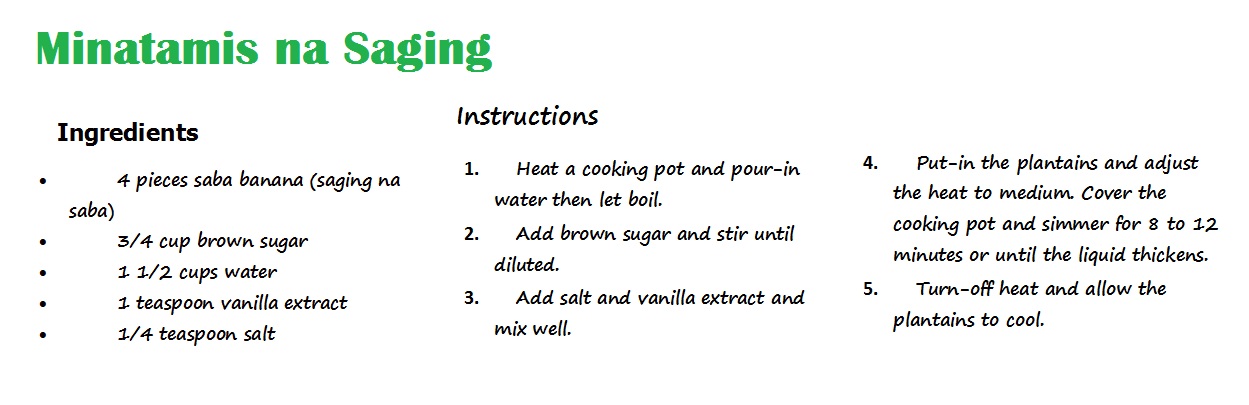 Minatamis na Saging
Ingredients
• 4 pieces saba banana (saging na
saba)
• 3/4 cup brown sugar
• 1 1/2 cups water
• 1 teaspoon vanilla extract
• 1/4 teaspoon salt
Instructions
1. Heat a cooking pot and pour-in
water then let boil.
2. Add brown sugar and stir until
diluted.
3. Add salt and vanilla extract and
mix well.
4. Put-in the plantains and adjust
the heat to medium. Cover the
cooking pot and simmer for 8 to 12
minutes or until the liquid thickens.
5. Turn-off heat and allow the
plantains to cool.